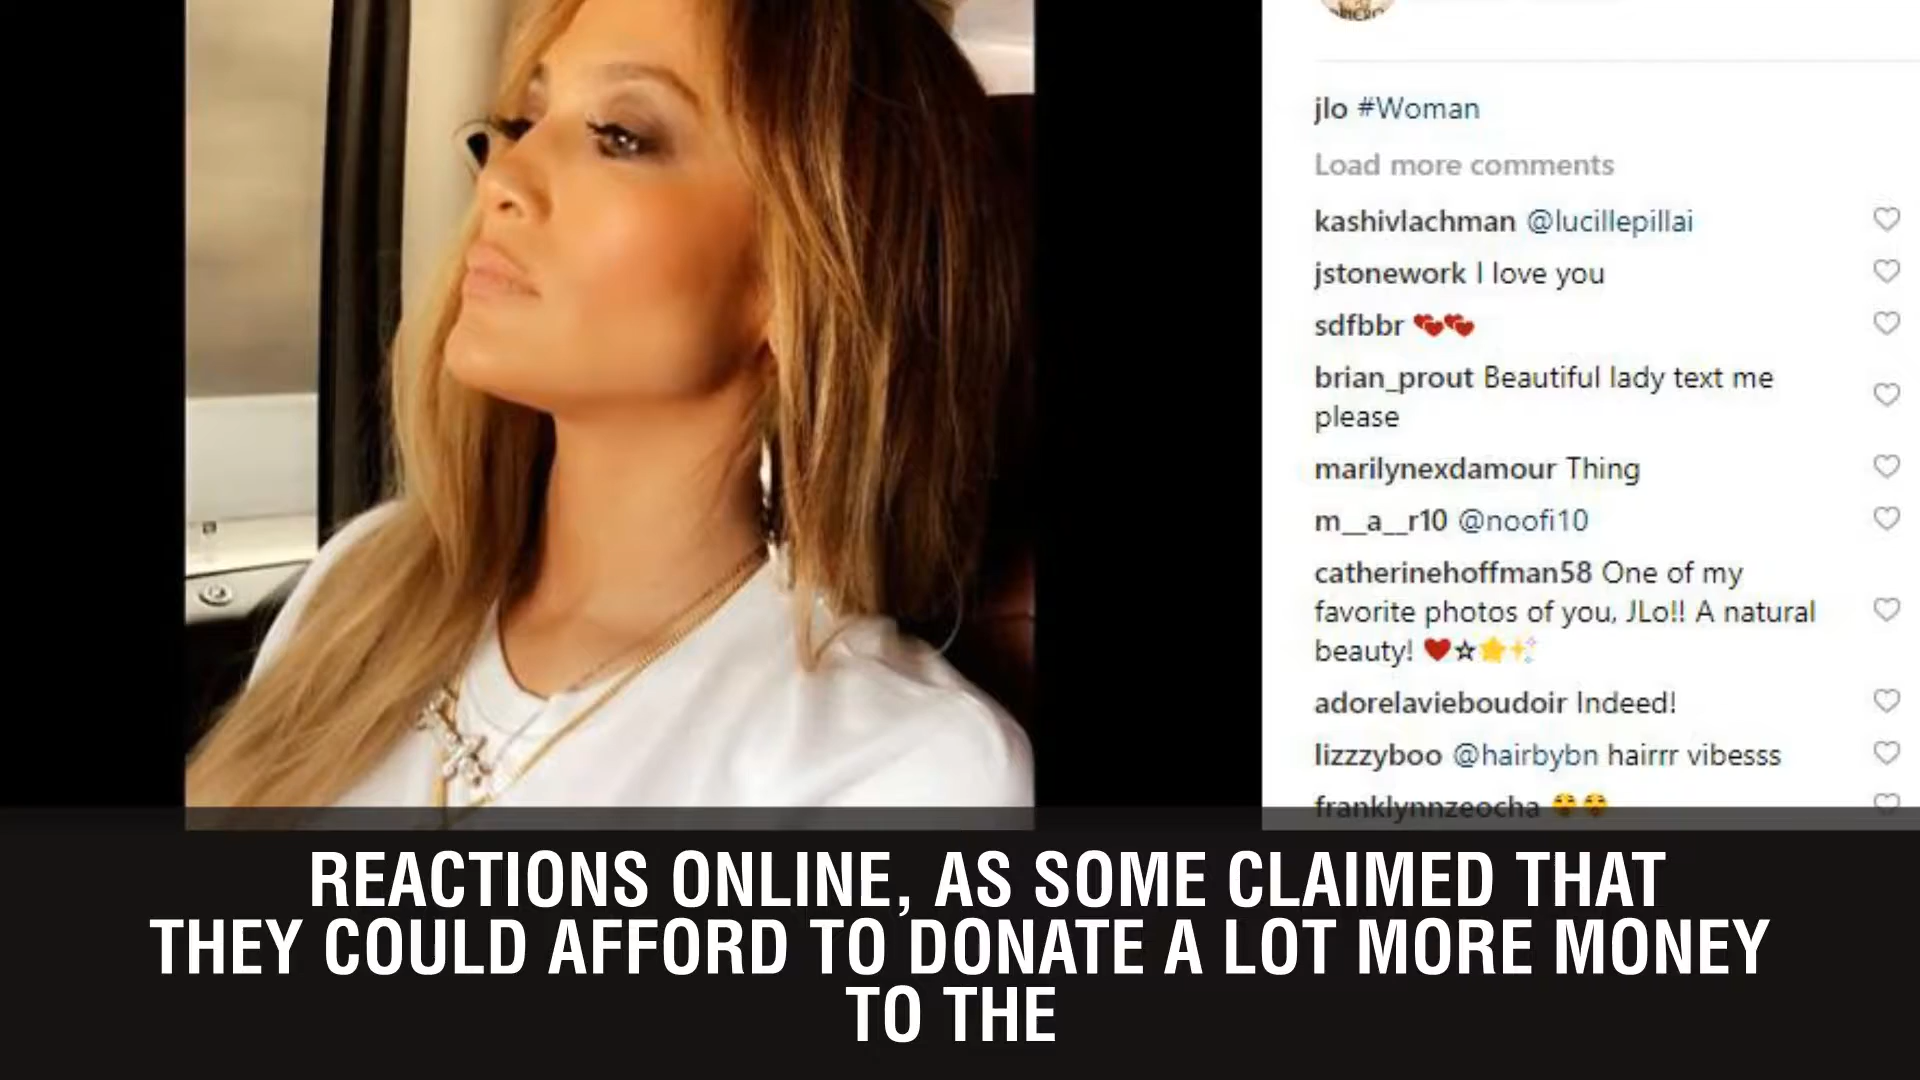 jlo #Woman
Load more comments
kashivlachman @lucillepillai
jstonework I love you
sdfbbr
brian_prout Beautiful lady text me
please
marilynexdamour Thing
m__a__r10 @noofi10
catherinehoffman58 One of my
favorite photos of you, JLo!! A natural
beauty!
adorelavieboudoir Indeed!
lizzzyboo @hairbybn hairrr vibesss
franklynnzeocha
REACTIONS ONLINE, AS SOME CLAIMED THAT
THEY COULD AFFORD TO DONATE A LOT MORE MONEY
TO THE